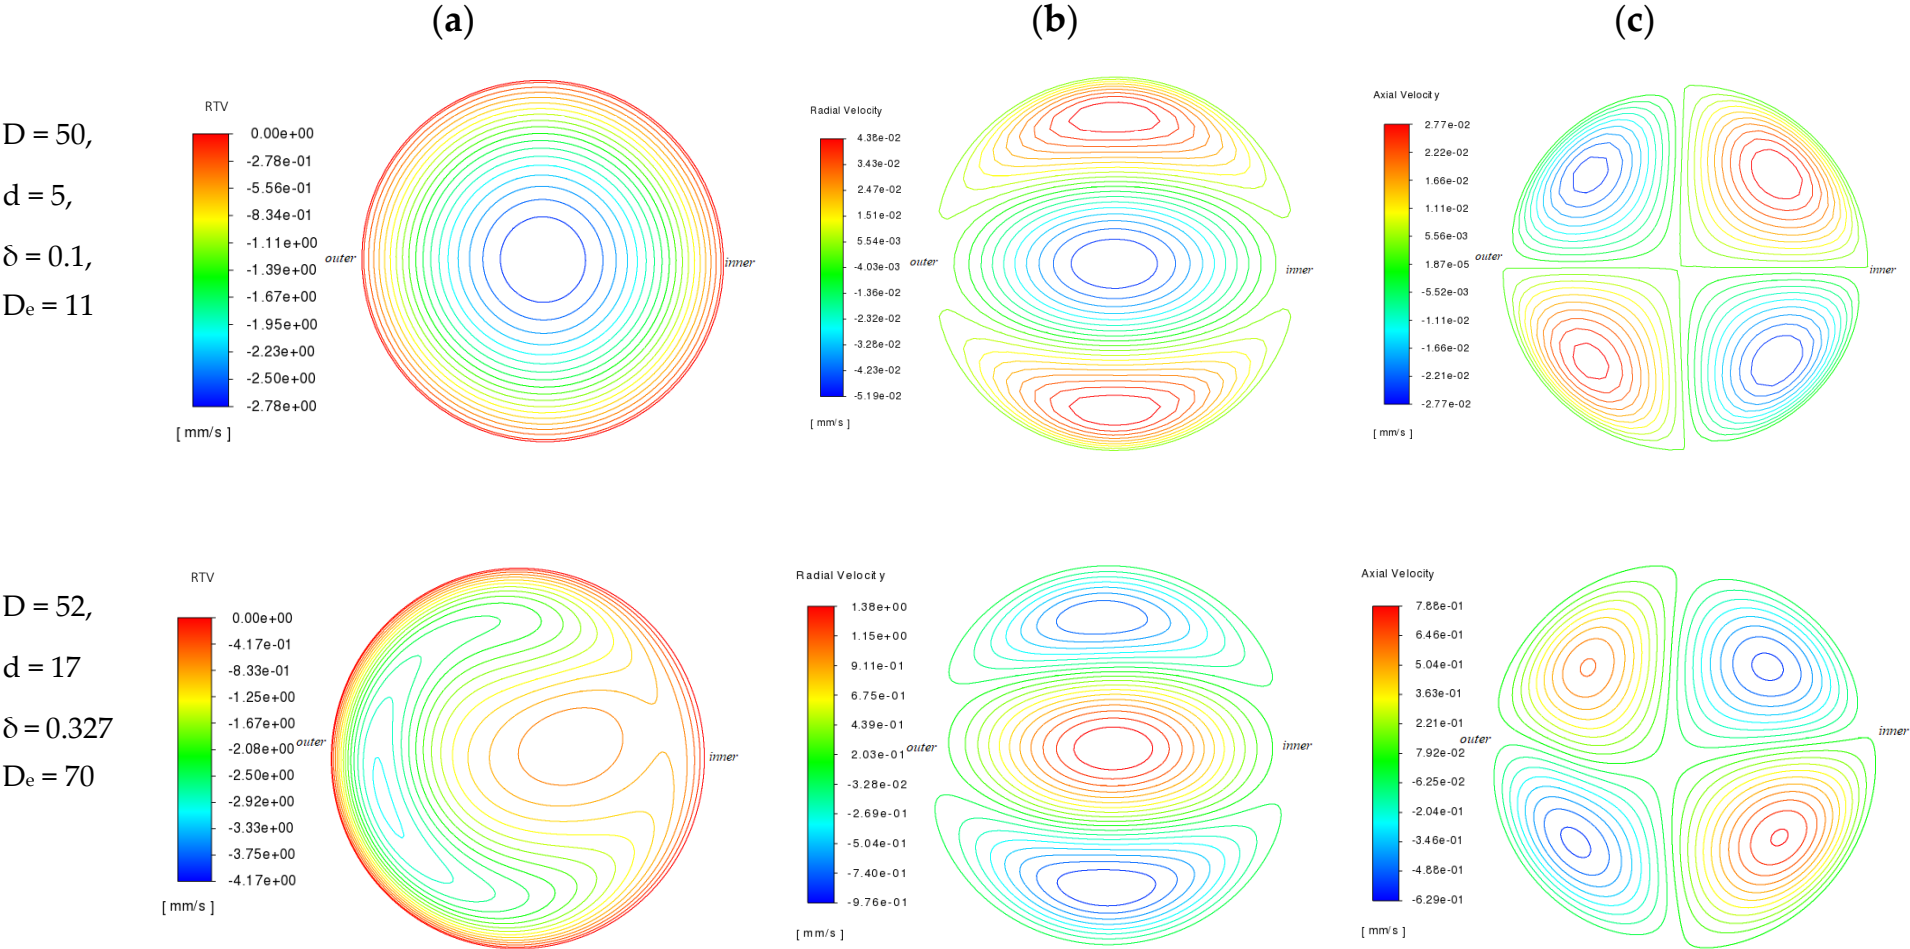 (a)
(b)
(c)
D = 50,
d = 5,
δ = 0.1,
De = 11
RTV
0.00e+00
-2.78e-01
-5.56e-01
-8.34e-01
-1.11e+00
-1.39e+00
-1.67e+00
-1.95e+00
-2.23e+00
-2.50e+00
-2.78e+00
[ mm/s ]
outer
inner
Radial Velocity
4.38e-02
3.43e-02
2.47e-02
1.51e-02
5.54e-03
-4.03e-03
-1.36e-02
-2.32e-02
-3.28e-02
-4.23e-02
-5.19e-02
[ mm/s ]
outer
inner
Axial Velocity
2.77e-02
2.22e-02
1.66e-02
1.11e-02
5.56e-03
1.87e-05
-5.52e-03
-1.11e-02
-1.66e-02
-2.21e-02
-2.77e-02
[ mm/s ]
outer
inner
D = 52,
d = 17
δ = 0.327
De = 70
RTV
0.00e+00
-4.17e-01
-8.33e-01
-1.25e+00
-1.67e+00
-2.08e+00
-2.50e+00
-2.92e+00
-3.33e+00
-3.75e+00
-4.17e+00
[ mm/s ]
outer
inner
Radial Velocity
1.38e+00
1.15e+00
9.11e-01
6.75e-01
4.39e-01
2.03e-01
-3.28e-02
-2.69e-01
-5.04e-01
-7.40e-01
-9.76e-01
[ mm/s ]
outer
inner
Axial Velocity
7.88e-01
6.46e-01
5.04e-01
3.63e-01
2.21e-01
7.92e-02
-6.25e-02
-2.04e-01
-3.46e-01
-4.88e-01
-6.29e-01
[ mm/s ]
outer
inner